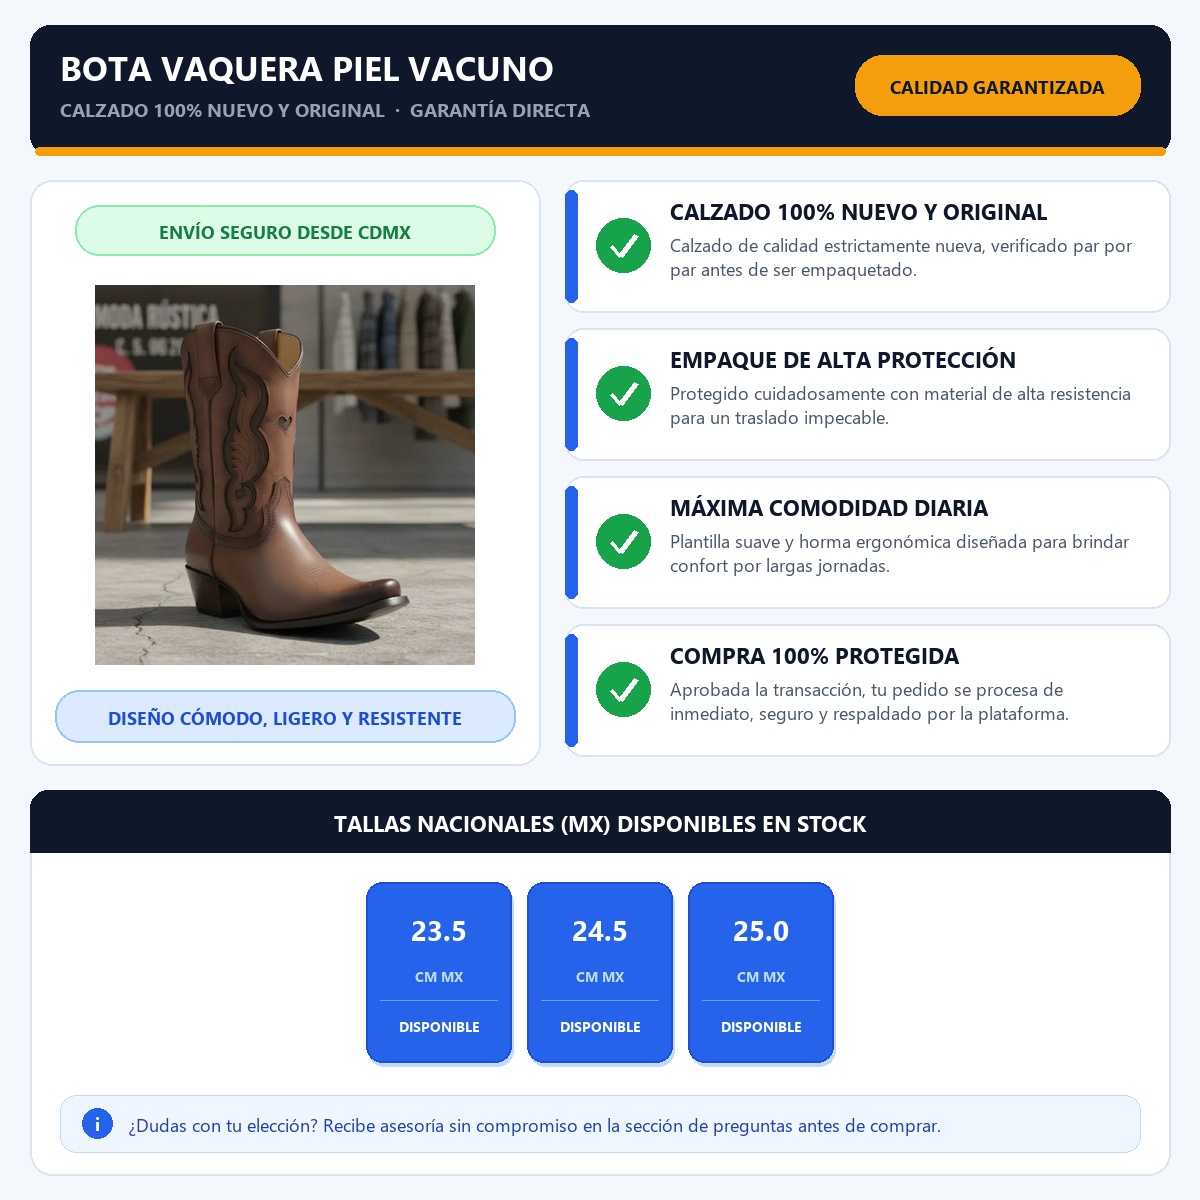 BOTA VAQUERA PIEL VACUNO
CALZADO 100% NUEVO Y ORIGINAL · GARANTÍA DIRECTA
CALIDAD GARANTIZADA
ENVÍO SEGURO DESDE CDMX
MODA RÚSTICA
DISEÑO CÓMODO, LIGERO Y RESISTENTE
CALZADO 100% NUEVO Y ORIGINAL
Calzado de calidad estrictamente nueva, verificado par por
par antes de ser empaquetado.
EMPAQUE DE ALTA PROTECCIÓN
Protegido cuidadosamente con material de alta resistencia
para un traslado impecable.
MÁXIMA COMODIDAD DIARIA
Plantilla suave y horma ergonómica diseñada para brindar
confort por largas jornadas.
COMPRA 100% PROTEGIDA
Aprobada la transacción, tu pedido se procesa de
inmediato, seguro y respaldado por la plataforma.
TALLAS NACIONALES (MX) DISPONIBLES EN STOCK
23.5
CM MX
DISPONIBLE
24.5
CM MX
DISPONIBLE
25.0
CM MX
DISPONIBLE
¿Dudas con tu elección? Recibe asesoría sin compromiso en la sección de preguntas antes de comprar.